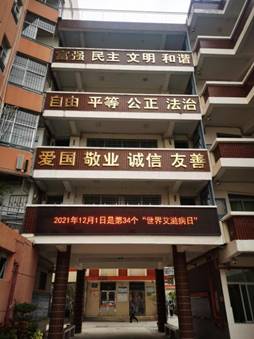 富强 民主 文明 和谐
自由 平等 公正 法治
爱国 敬业 诚信 友善
2021年12月1日是第34个“世界艾滋病日”